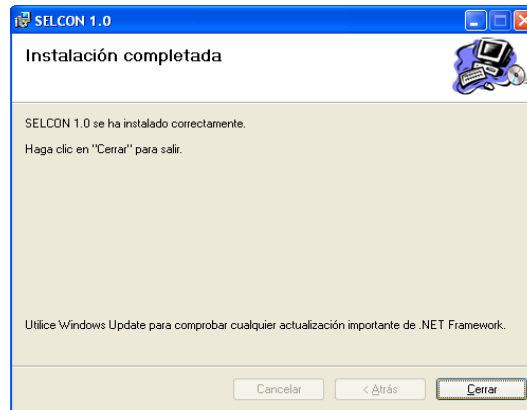 SELCON 1.0
Instalación completada
SELCON 1.0 se ha instalado correctamente.
Haga clic en "Cerrar" para salir.
Utilice Windows Update para comprobar cualquier actualización importante de .NET Framework.
Cancelar
< Atrás
Cerrar